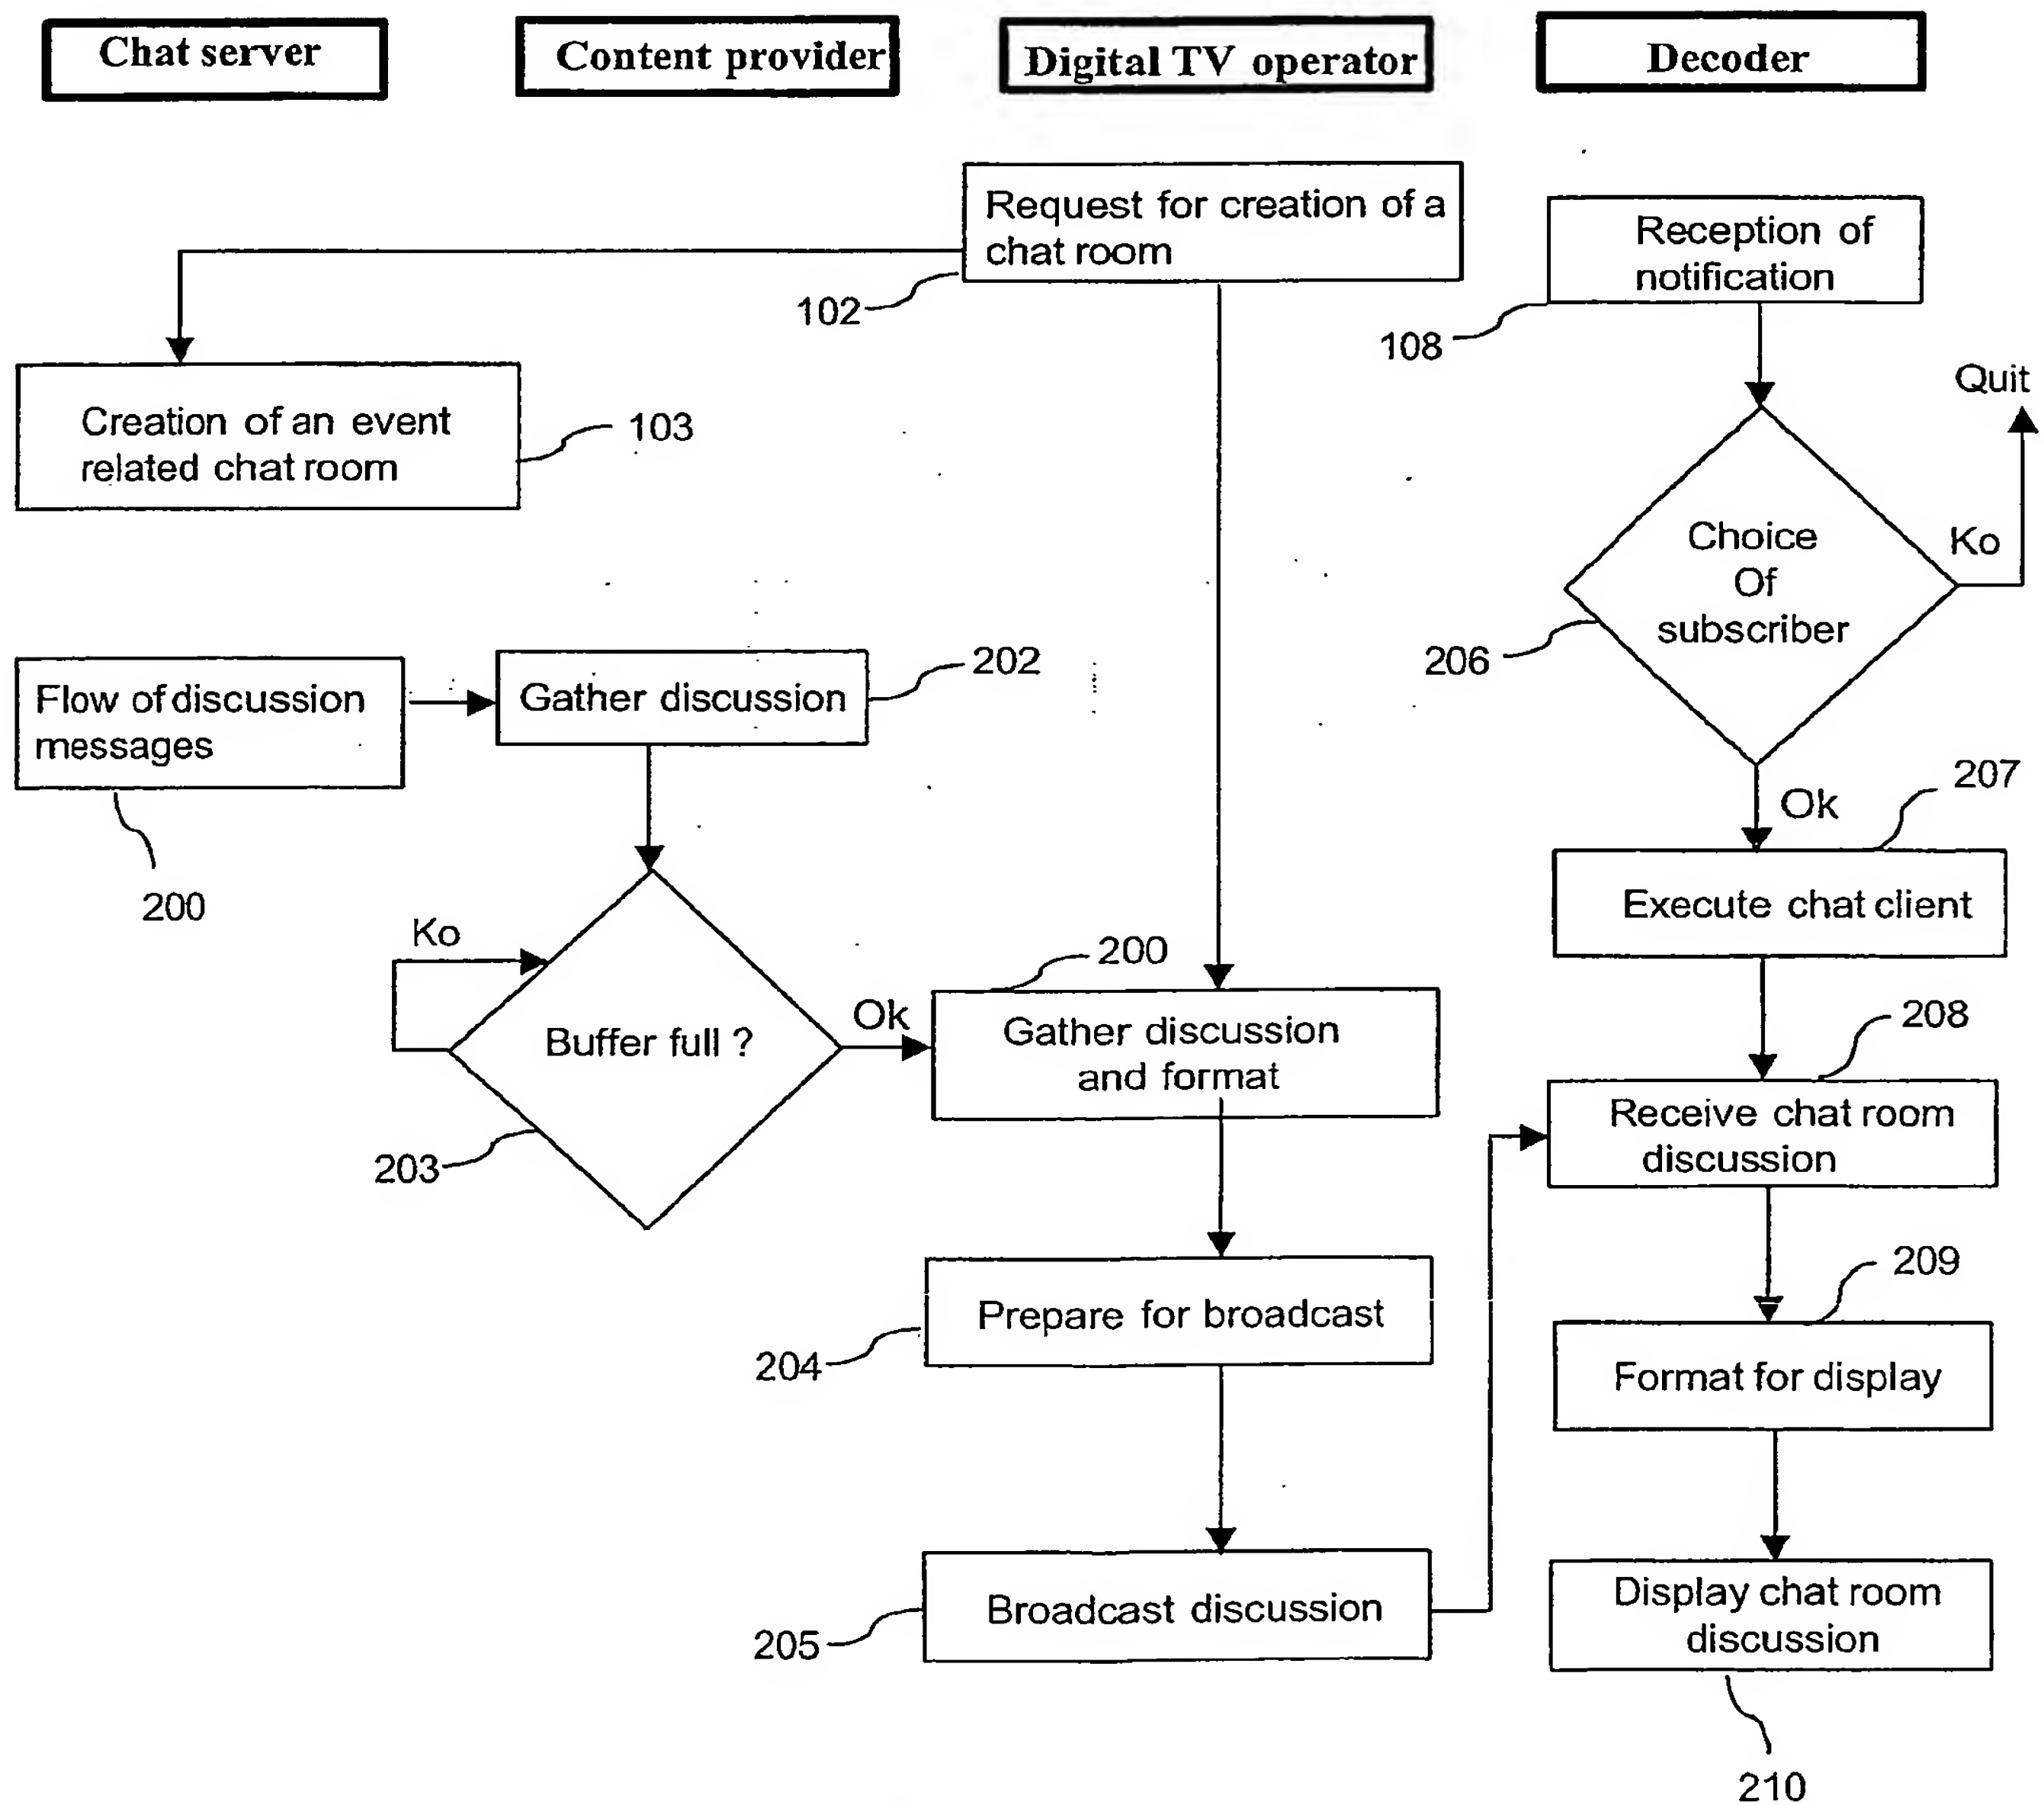 Chat server
Content provider
Digital TV operator
Decoder
Request for creation of a
chat room
102
Reception of
notification
108
Quit
Creation of an event
related chat room
103
Choice
Of
subscriber
Ko
206
Flow of discussion
messages
200
Gather discussion
202
Ok
207
Execute chat client
Ko
Buffer full ?
203
Ok
200
Gather discussion
and format
208
Receive chat room
discussion
Prepare for broadcast
204
209
Format for display
Broadcast discussion
205
Display chat room
discussion
210